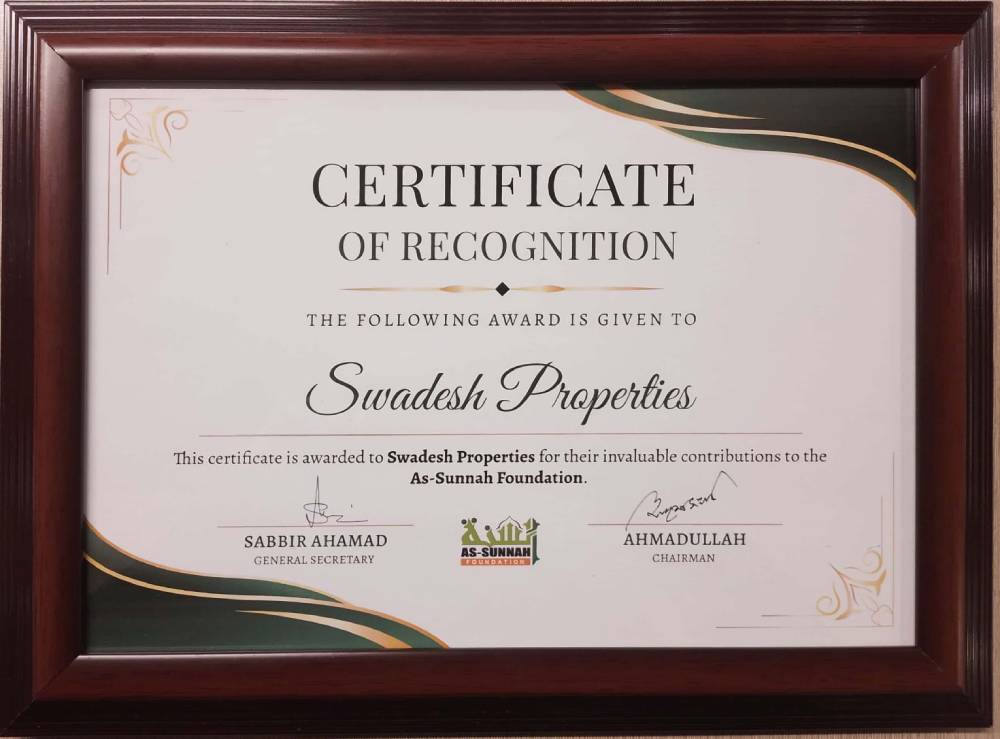 CERTIFICATE
OF RECOGNITION
THE FOLLOWING AWARD IS GIVEN TO
Swadesh Properties
This certificate is awarded to Swadesh Properties for their invaluable contributions to the
As-Sunnah Foundation.
SABBIR AHAMAD
GENERAL SECRETARY
AS-SUNNAH
FOUNDATION
AHMADULLAH
CHAIRMAN